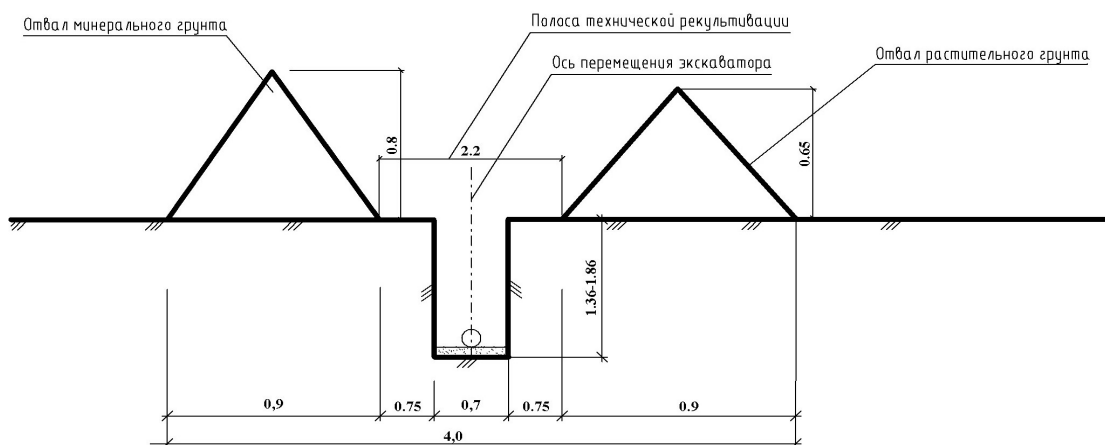 Отвал минерального грунта
Полоса технической рекультивации
Ось перемещения экскаватора
Отвал растительного грунта
0.8
2.2
0.65
1.36-1.86
0,9
0.75
0,7
0.75
0.9
4,0